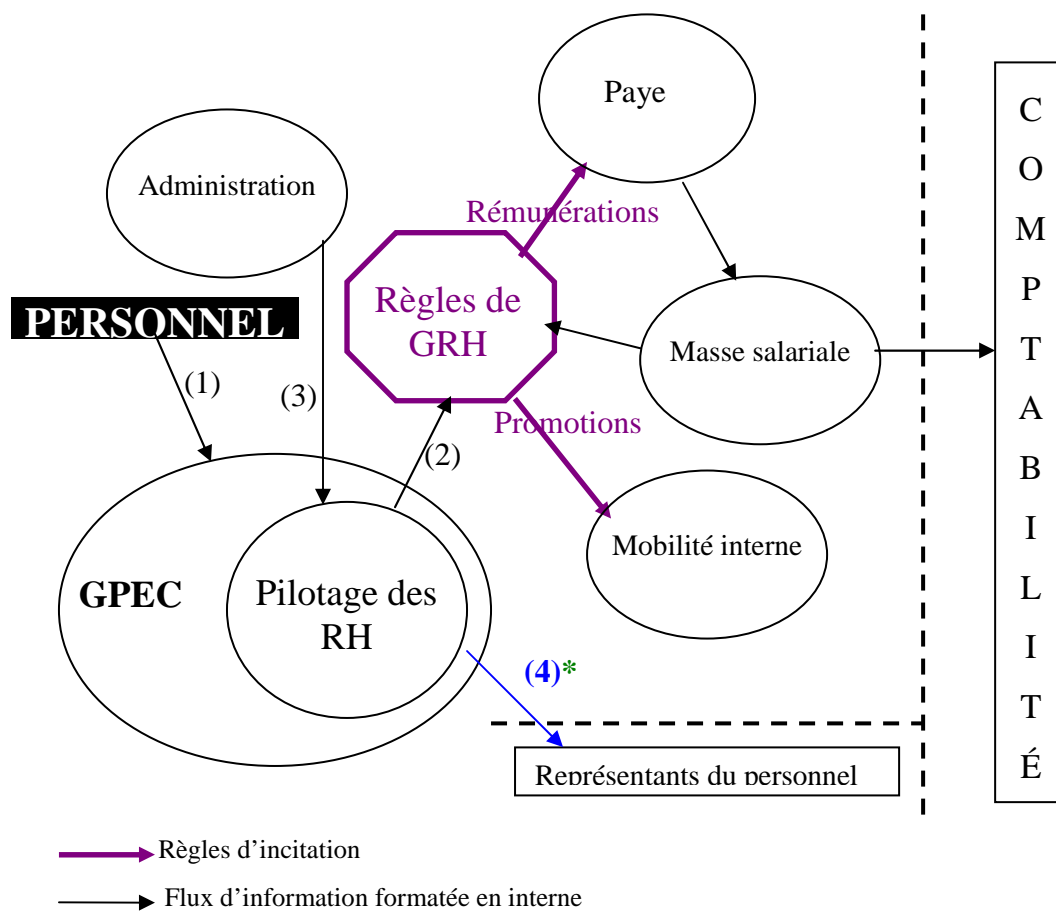 Paye
Administration
Rémunérations
Règles de
GRH
PERSONNEL
Masse salariale
(1)
(3)
Promotions
(2)
Mobilité interne
GPEC
Pilotage des
RH
(4)*
Représentants du personnel
C
O
M
P
T
A
B
I
L
I
T
É
Règles d'incitation
Flux d'information formatée en interne